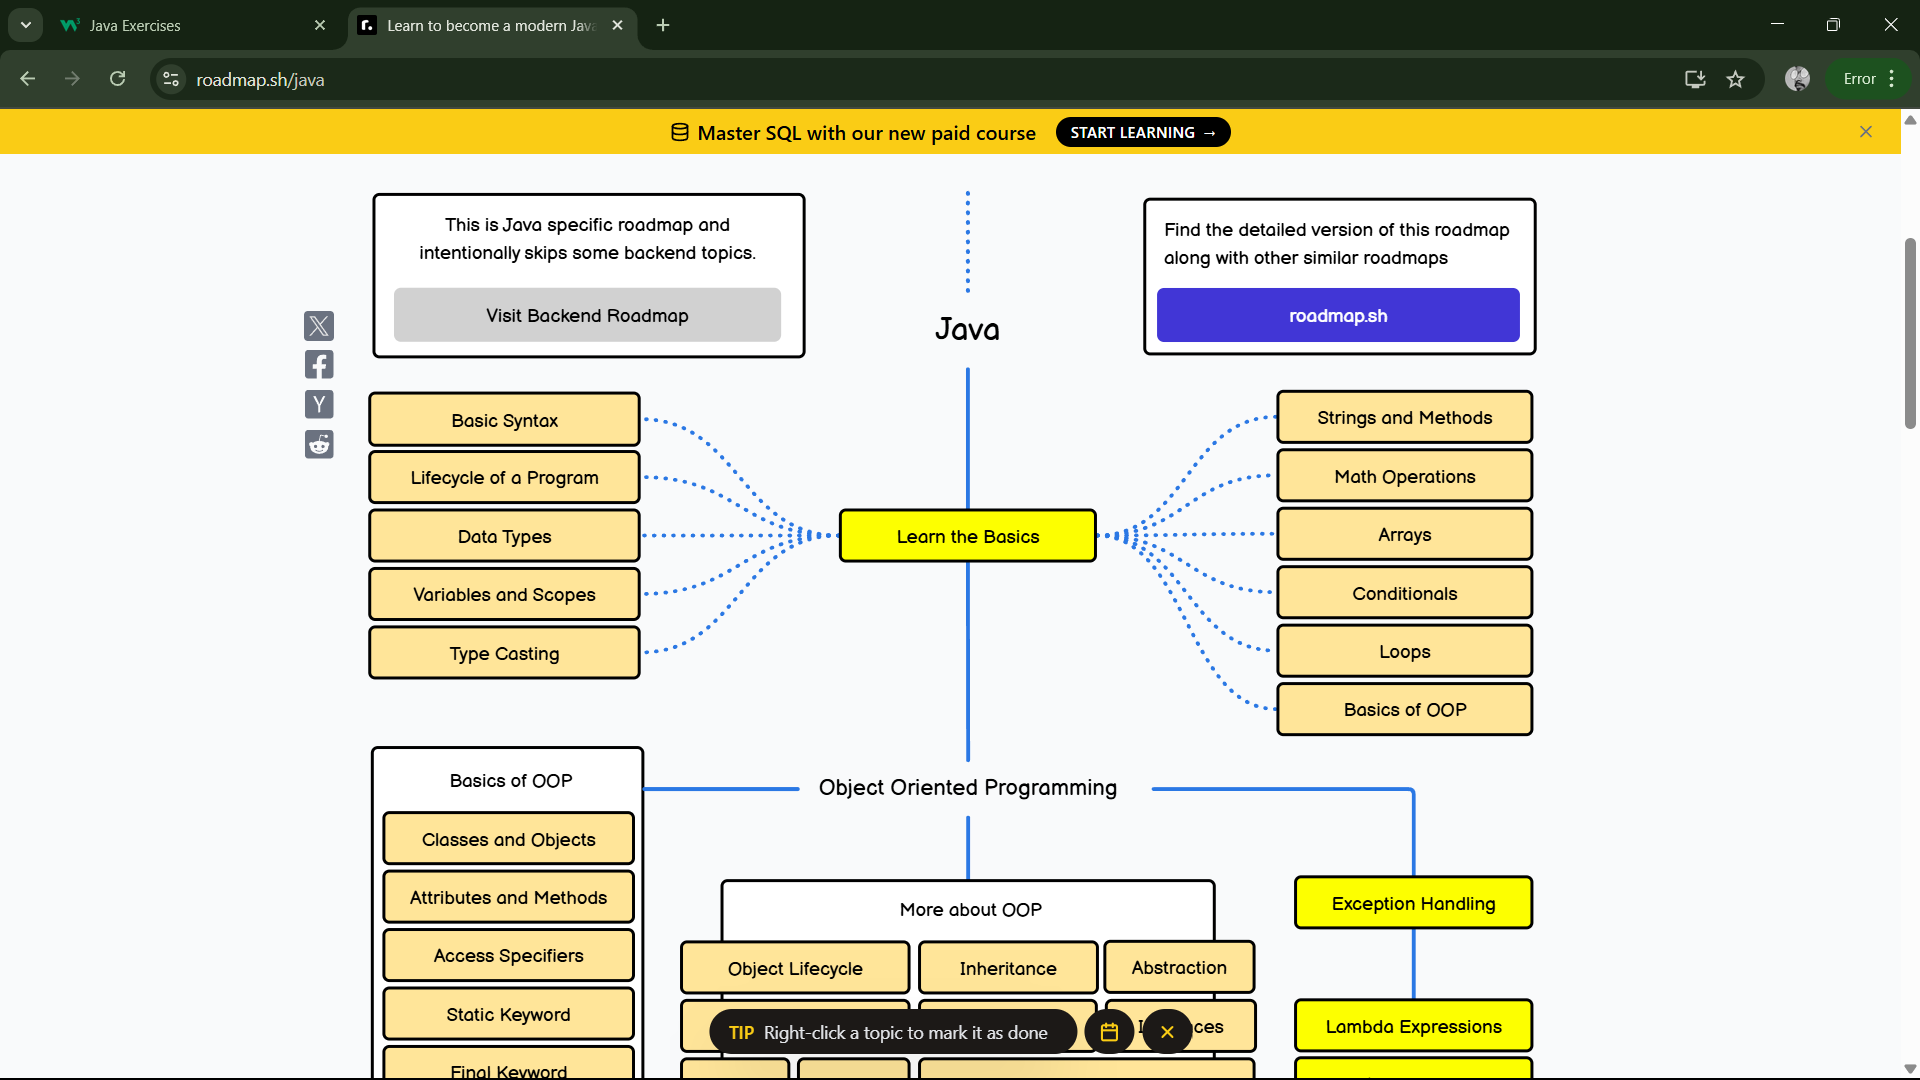 Java Exercises
Learn to become a modern Java
roadmap.sh/java
Error
Master SQL with our new paid course
START LEARNING →
This is Java specific roadmap and
intentionally skips some backend topics.
Visit Backend Roadmap
Find the detailed version of this roadmap
along with other similar roadmaps
roadmap.sh
Java
Basic Syntax
Lifecycle of a Program
Data Types
Variables and Scopes
Type Casting
Learn the Basics
Strings and Methods
Math Operations
Arrays
Conditionals
Loops
Basics of OOP
Object Oriented Programming
Basics of OOP
Classes and Objects
Attributes and Methods
Access Specifiers
Static Keyword
Final Keyword
More about OOP
Object Lifecycle
Inheritance
Abstraction
Exception Handling
Lambda Expressions
TIP Right-click a topic to mark it as done